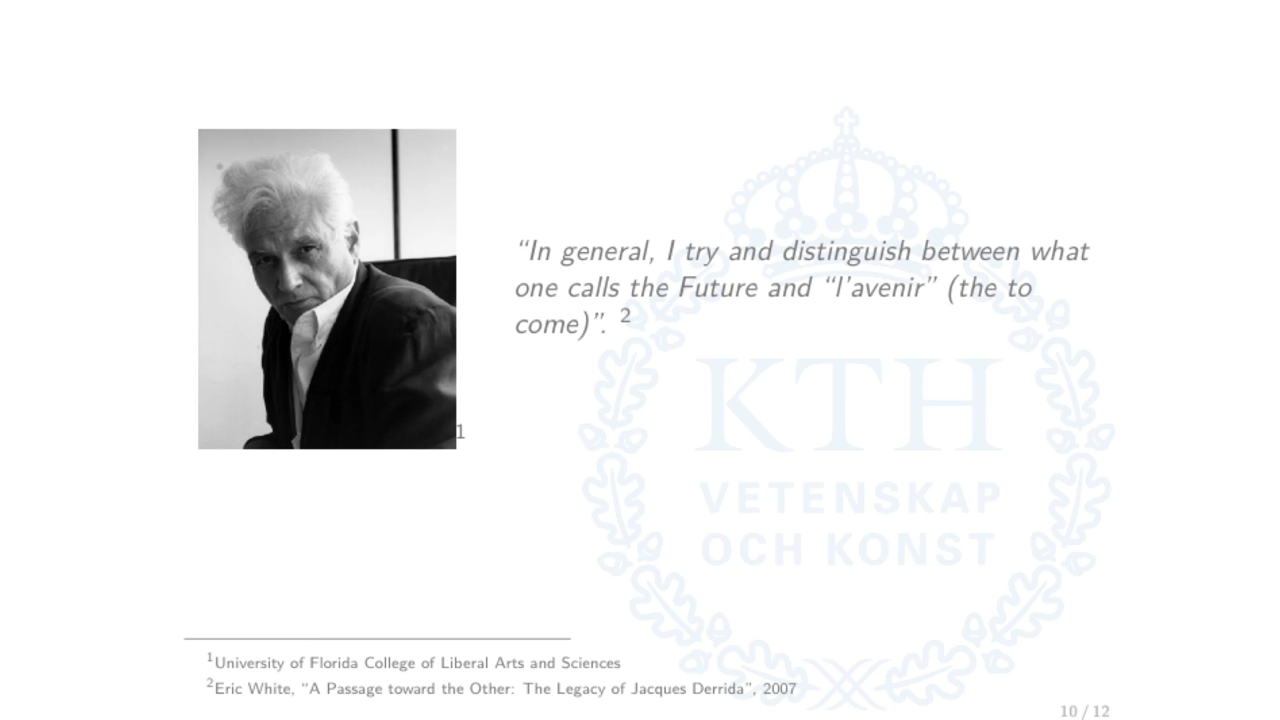 “In general, I try and distinguish between what
one calls the Future and “l’avenir” (the to
come)”. 2
1
KTH
VETENSKAP
OCH KONST
1University of Florida College of Liberal Arts and Sciences
2Eric White, “A Passage toward the Other: The Legacy of Jacques Derrida”, 2007
10 / 12